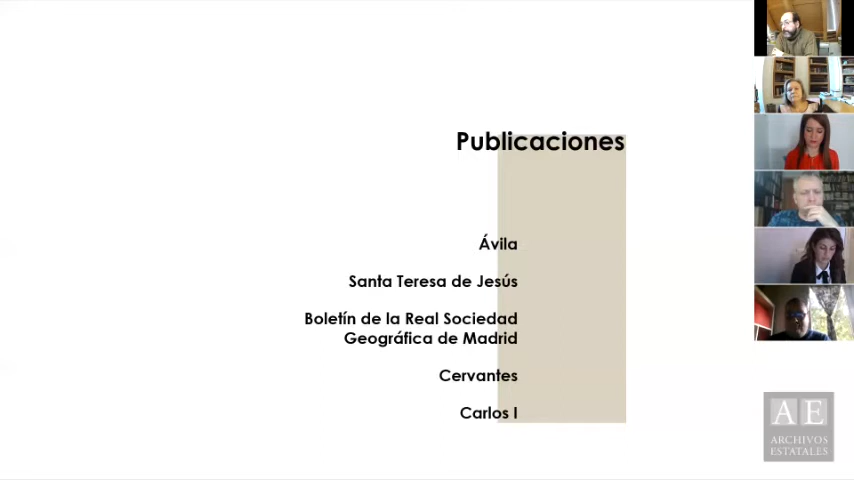 Publicaciones
Ávila
Santa Teresa de Jesús
Boletín de la Real Sociedad
Geográfica de Madrid
Cervantes
Carlos I
AE
ARCHIVOS
ESTATALES